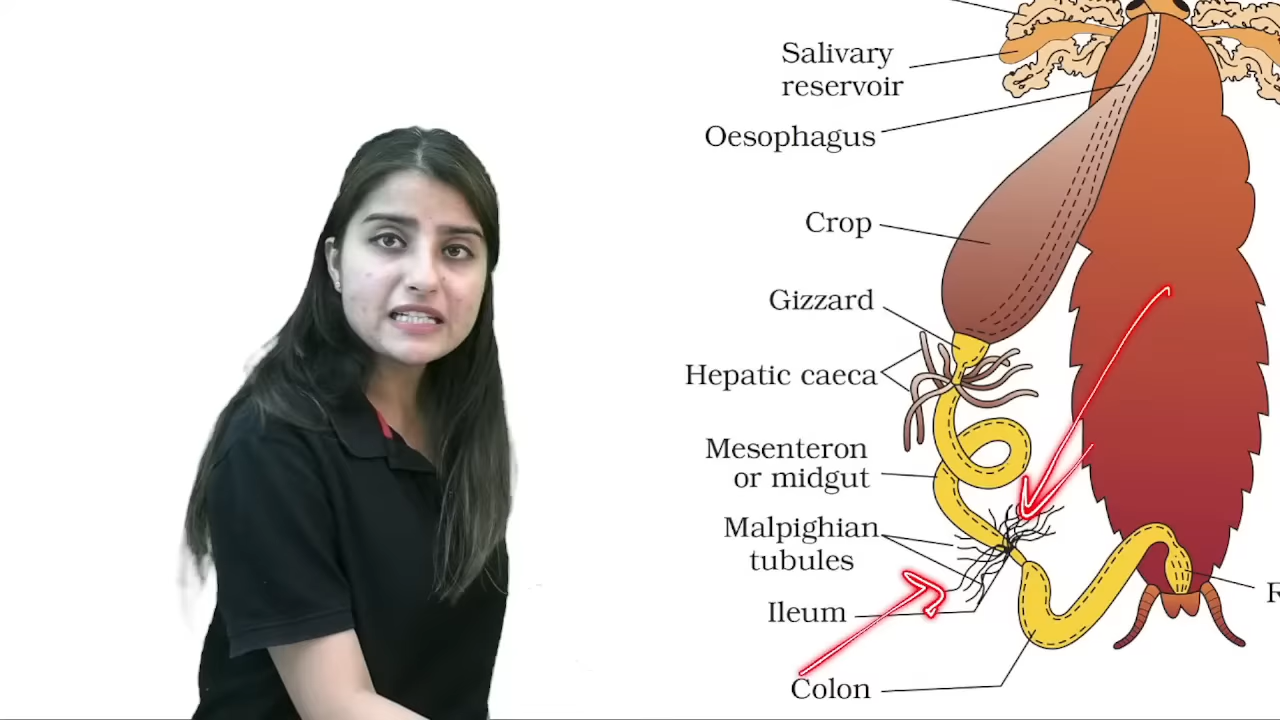 Salivary
reservoir
Oesophagus
Crop
Gizzard
Hepatic caeca
Mesenteron
or midgut
Malpighian
tubules
Ileum
Colon
R